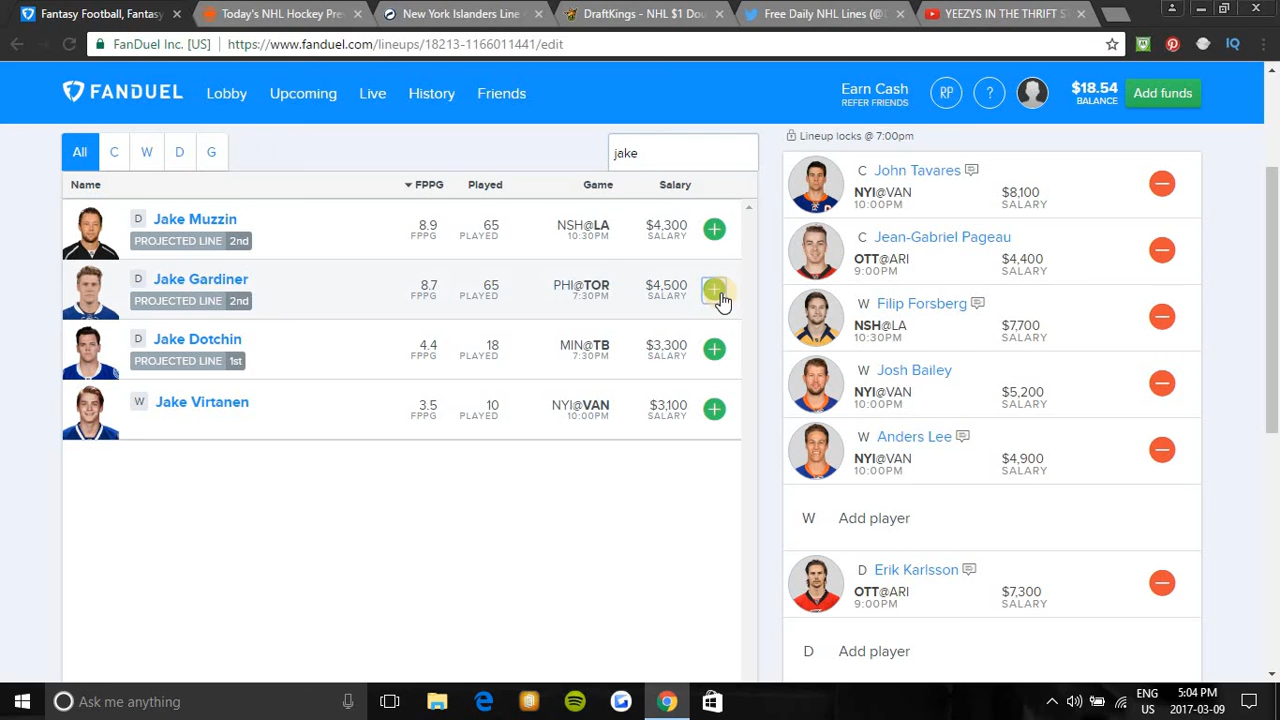 Fantasy Football, Fantasy
Today's NHL Hockey Pre
New York Islanders Line
DraftKings - NHL $1 Dou
Free Daily NHL Lines (@D
YEEZYS IN THE THRIFT S
FanDuel Inc. [US]
https://www.fanduel.com/lineups/18213-1166011441/edit
IQ
FANDUEL
Lobby
Upcoming
Live
History
Friends
Earn Cash
REFER FRIENDS
RP
?
$18.54
BALANCE
Add funds
All
C
W
D
G
jake
Name
FPPG
Played
Game
Salary
D Jake Muzzin
PROJECTED LINE 2nd
8.9
FPPG
65
PLAYED
NSH@LA
10:30PM
$4,300
SALARY
D Jake Gardiner
PROJECTED LINE 2nd
8.7
FPPG
65
PLAYED
PHI@TOR
7:30PM
$4,500
SALARY
D Jake Dotchin
PROJECTED LINE 1st
4.4
FPPG
18
PLAYED
MIN@TB
7:30PM
$3,300
SALARY
W Jake Virtanen
3.5
FPPG
10
PLAYED
NYI@VAN
10:00PM
$3,100
SALARY
Lineup locks @ 7:00pm
C John Tavares
NYI@VAN
10:00PM
$8,100
SALARY
C Jean-Gabriel Pageau
OTT@ARI
9:00PM
$4,400
SALARY
W Filip Forsberg
NSH@LA
10:30PM
$7,700
SALARY
W Josh Bailey
NYI@VAN
10:00PM
$5,200
SALARY
W Anders Lee
NYI@VAN
10:00PM
$4,900
SALARY
W Add player
D Erik Karlsson
OTT@ARI
9:00PM
$7,300
SALARY
D Add player
Ask me anything
ENG
US
5:04 PM
2017-03-09